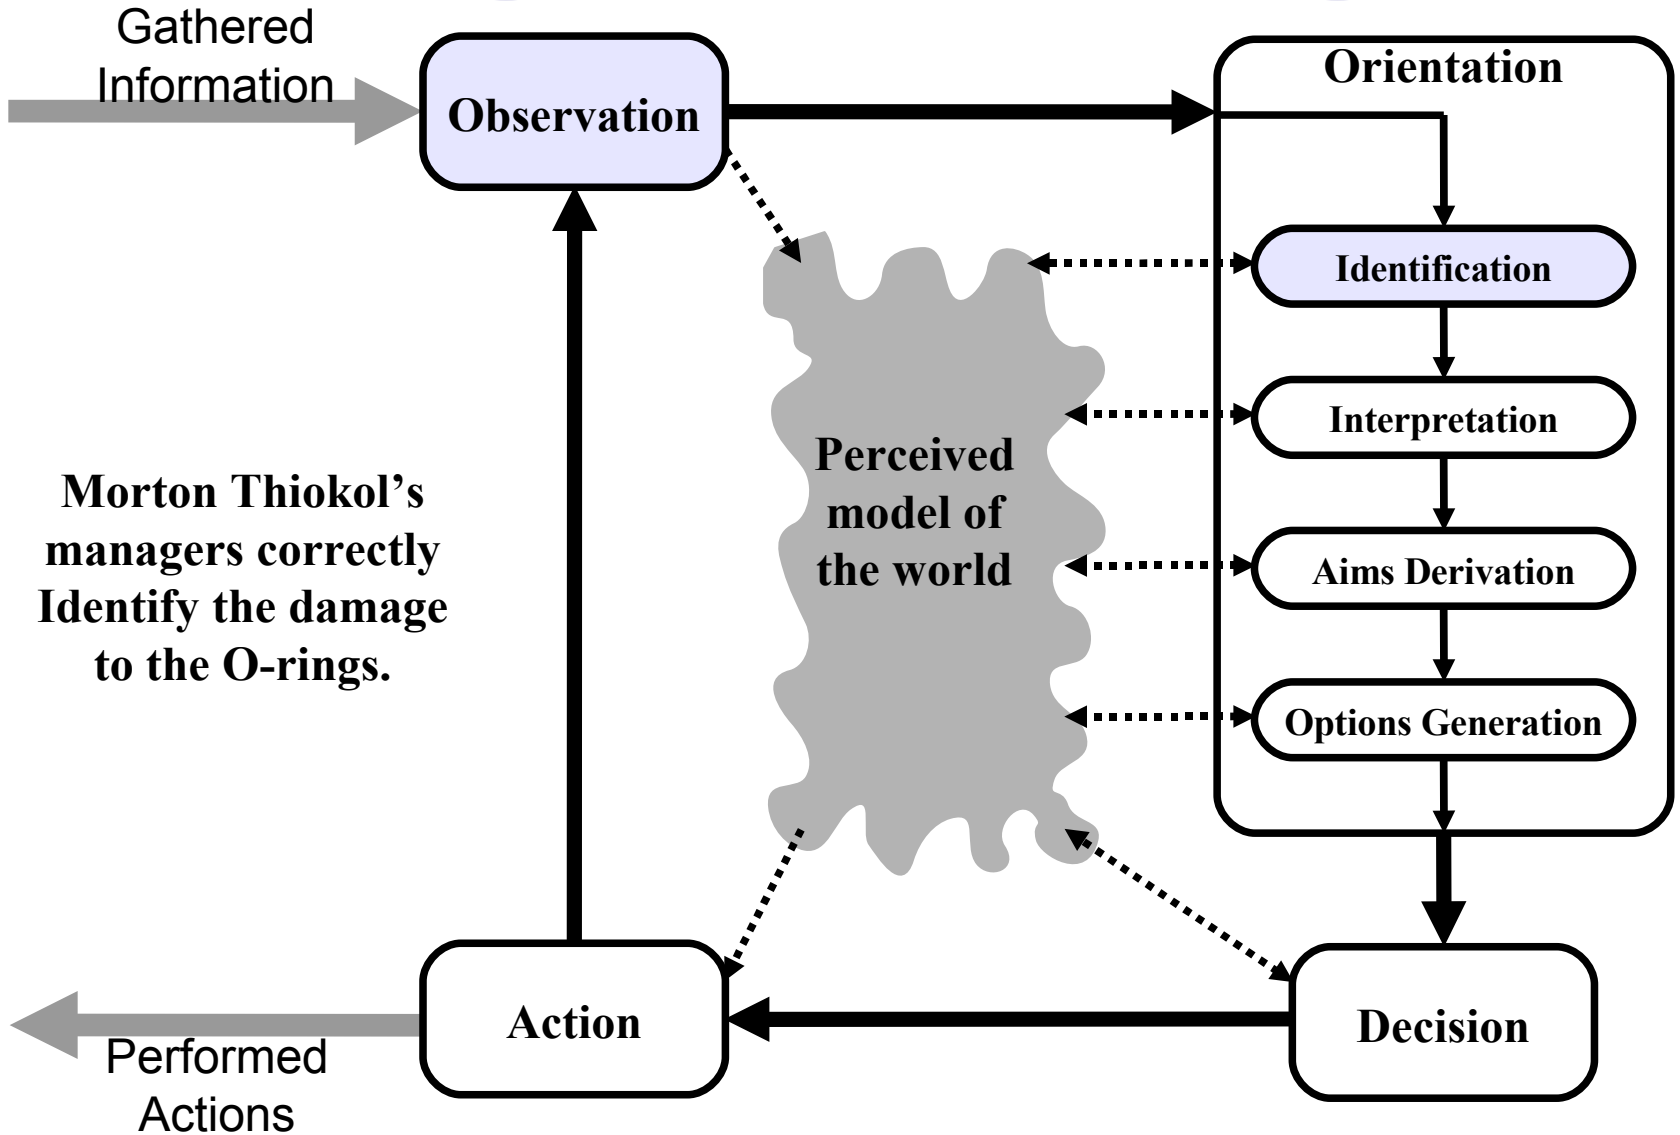 Gathered
Information
Observation
Orientation
Identification
Interpretation
Aims Derivation
Options Generation
Perceived
model of
the world
Morton Thiokol’s
managers correctly
Identify the damage
to the O-rings.
Action
Decision
Performed
Actions